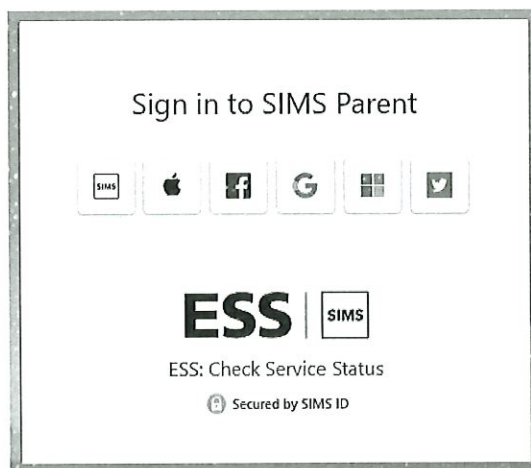 Sign in to SIMS Parent
SIMS
ESS SIMS
ESS: Check Service Status
Secured by SIMS ID